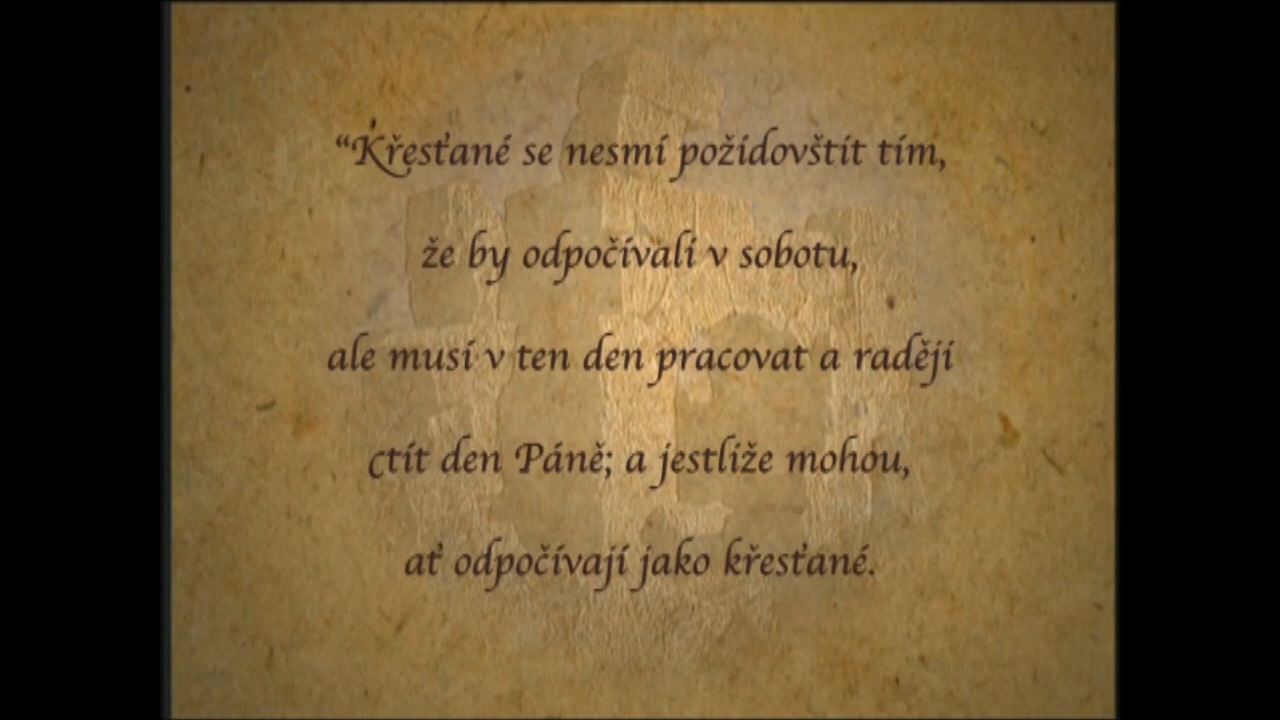 “Křesťané se nesmí požidovštit tím,
že by odpočívali v sobotu,
ale musí v ten den pracovat a raději
ctít den Páně; a jestliže mohou,
ať odpočívají jako křesťané.